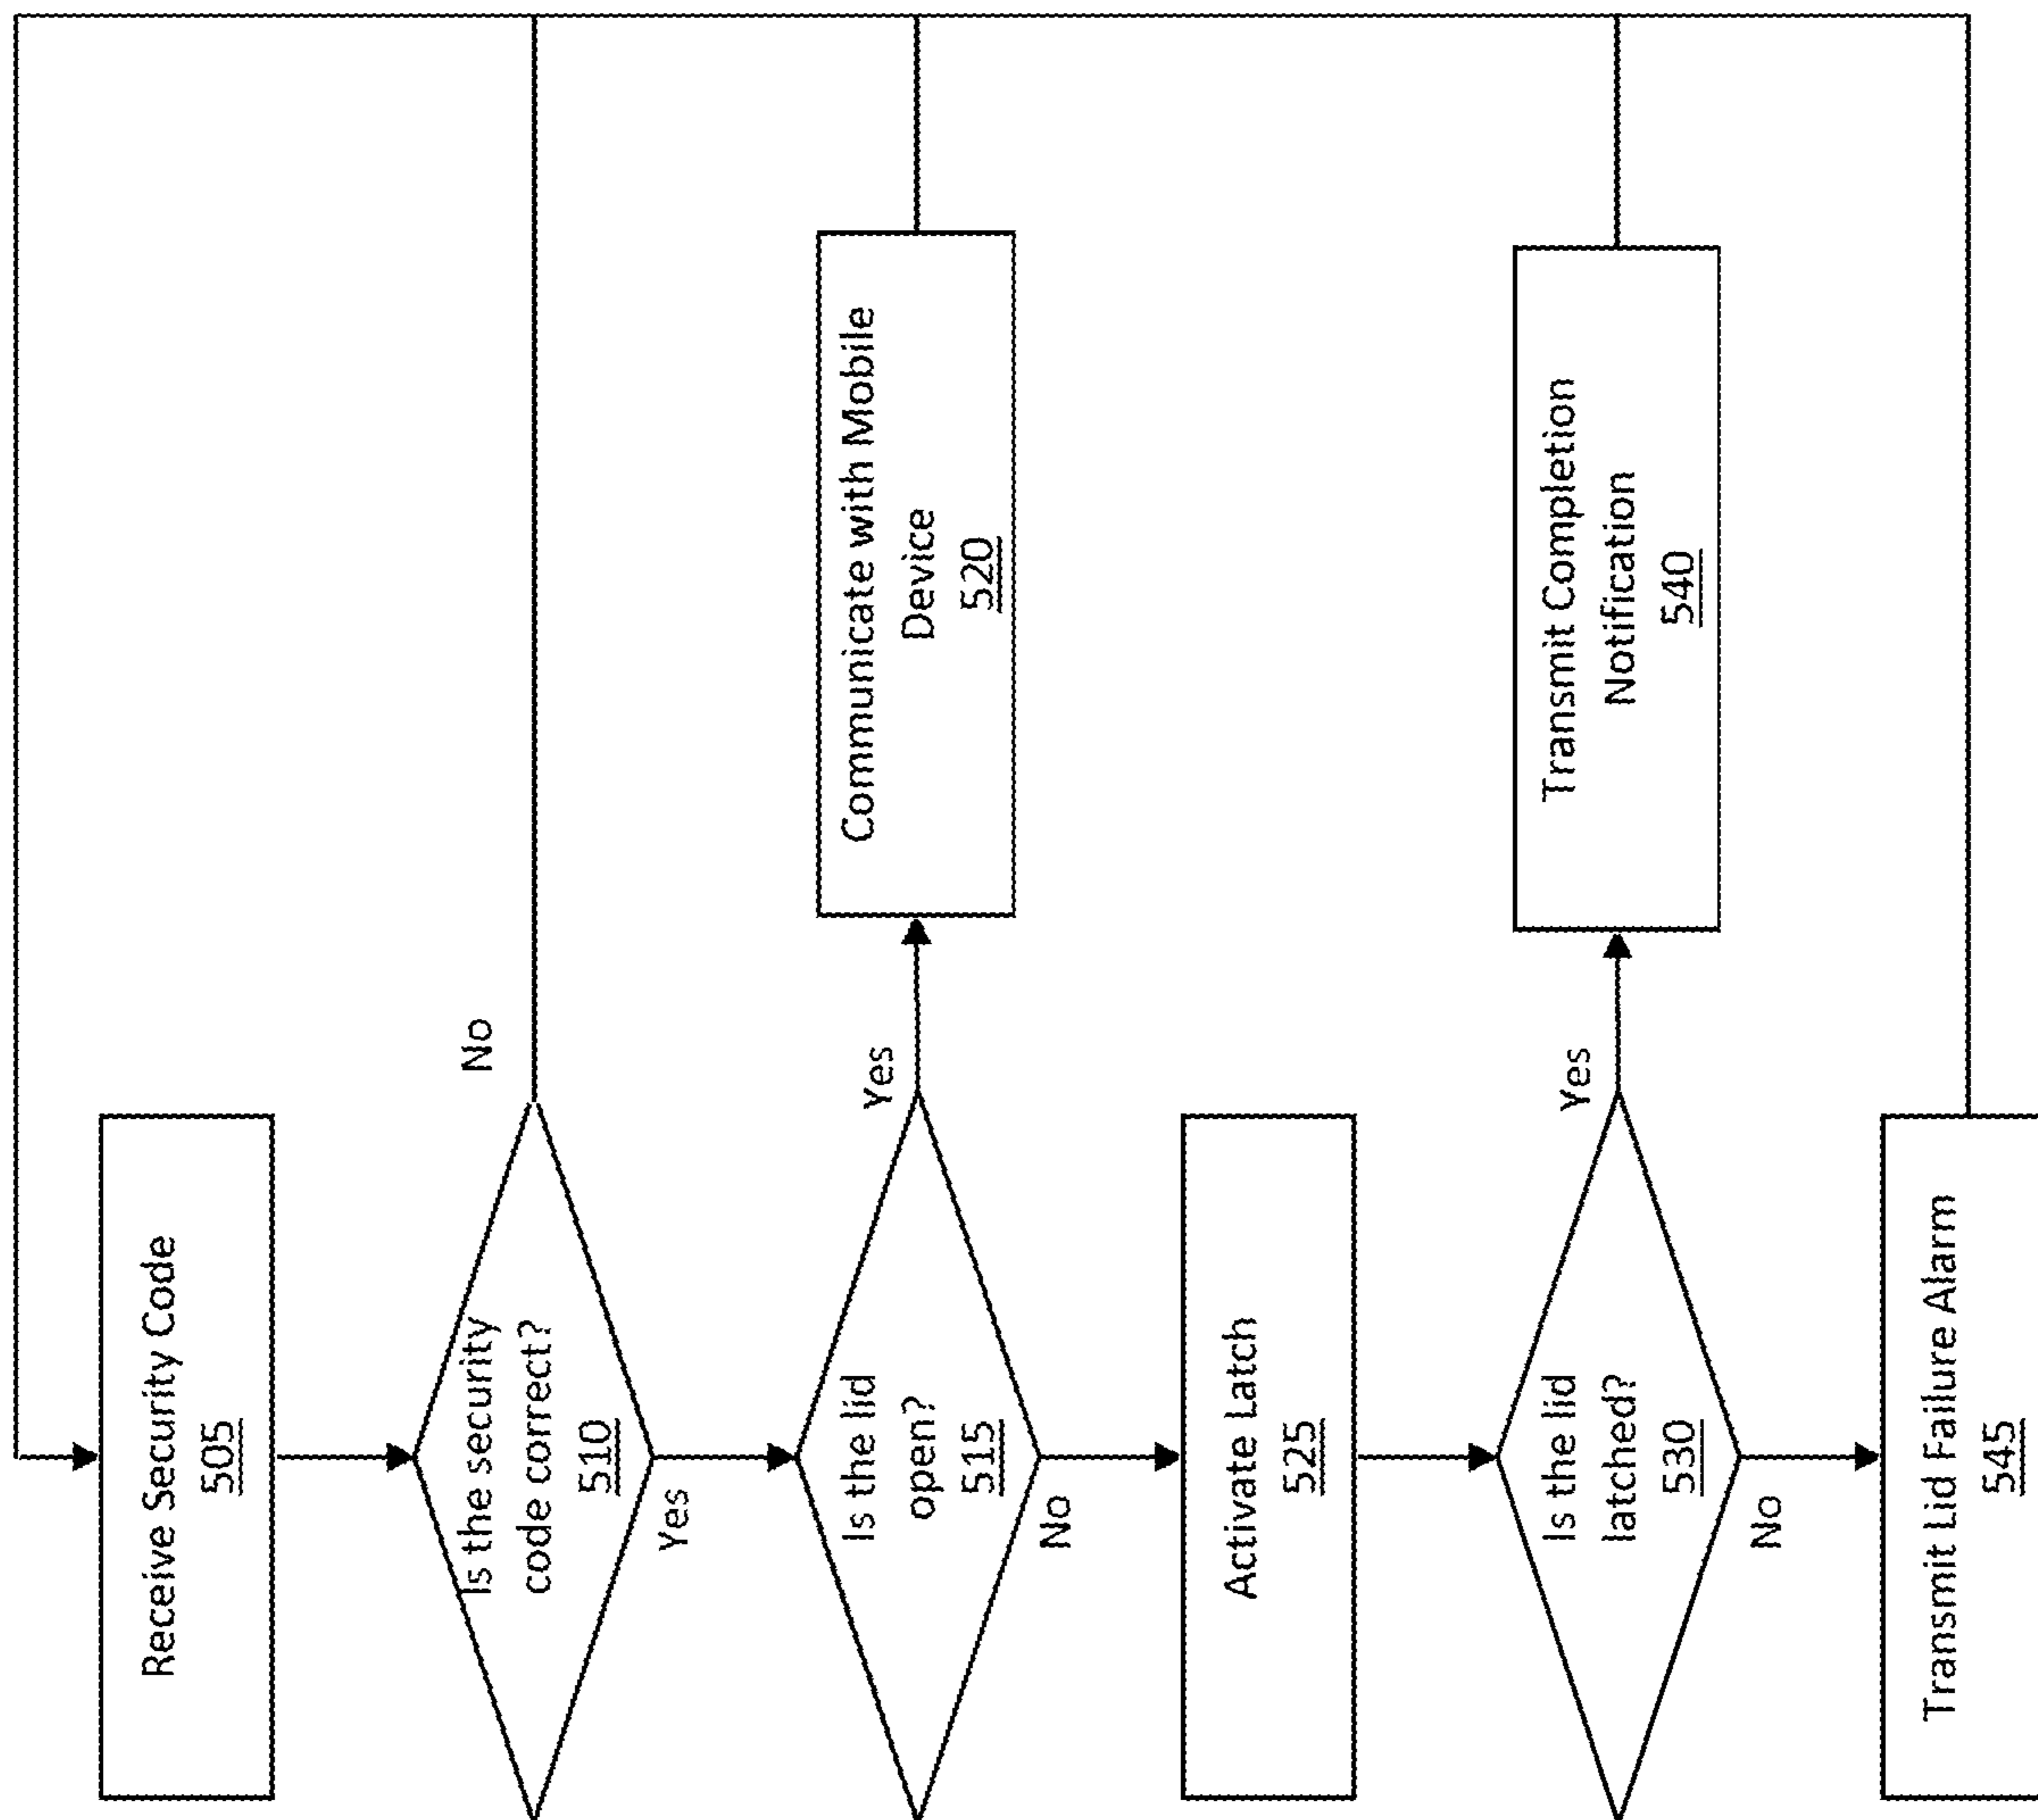 Receive Security Code
505
Is the security
code correct?
510
No
Yes
Is the lid
open?
515
Yes
Communicate with Mobile
Device
520
No
Activate Latch
525
Is the lid
latched?
530
Yes
Transmit Completion
Notification
540
No
Transmit Lid Failure Alarm
545